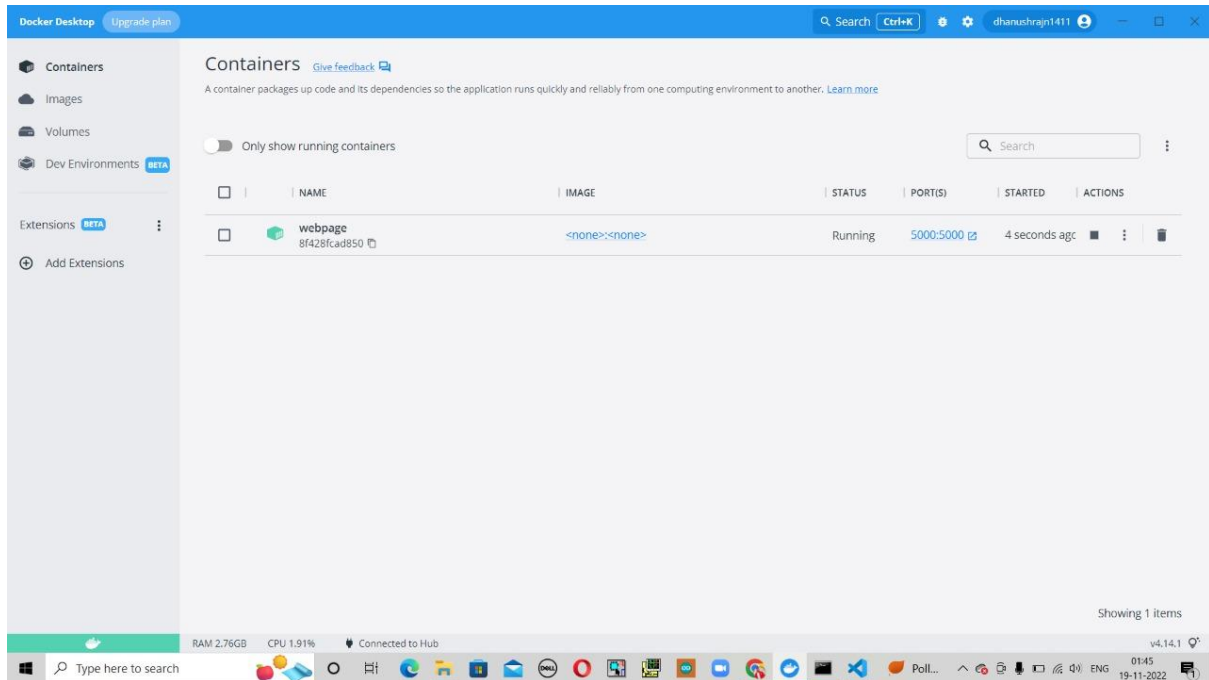 Docker Desktop Upgrade plan Search Ctrl+K dhanushrajn1411
Containers
Images
Volumes
Dev Environments BETA
Extensions BETA
Add Extensions
Containers Give feedback
A container packages up code and its dependencies so the application runs quickly and reliably from one computing environment to another. Learn more
Only show running containers
Search
NAME IMAGE STATUS PORT(S) STARTED ACTIONS
webpage <none>:<none> Running 5000:5000 4 seconds agc
8f428fcad850
Showing 1 items
RAM 2.76GB CPU 1.91% Connected to Hub v4.14.1
Type here to search DELL Poll... ENG 01:45
19-11-2022